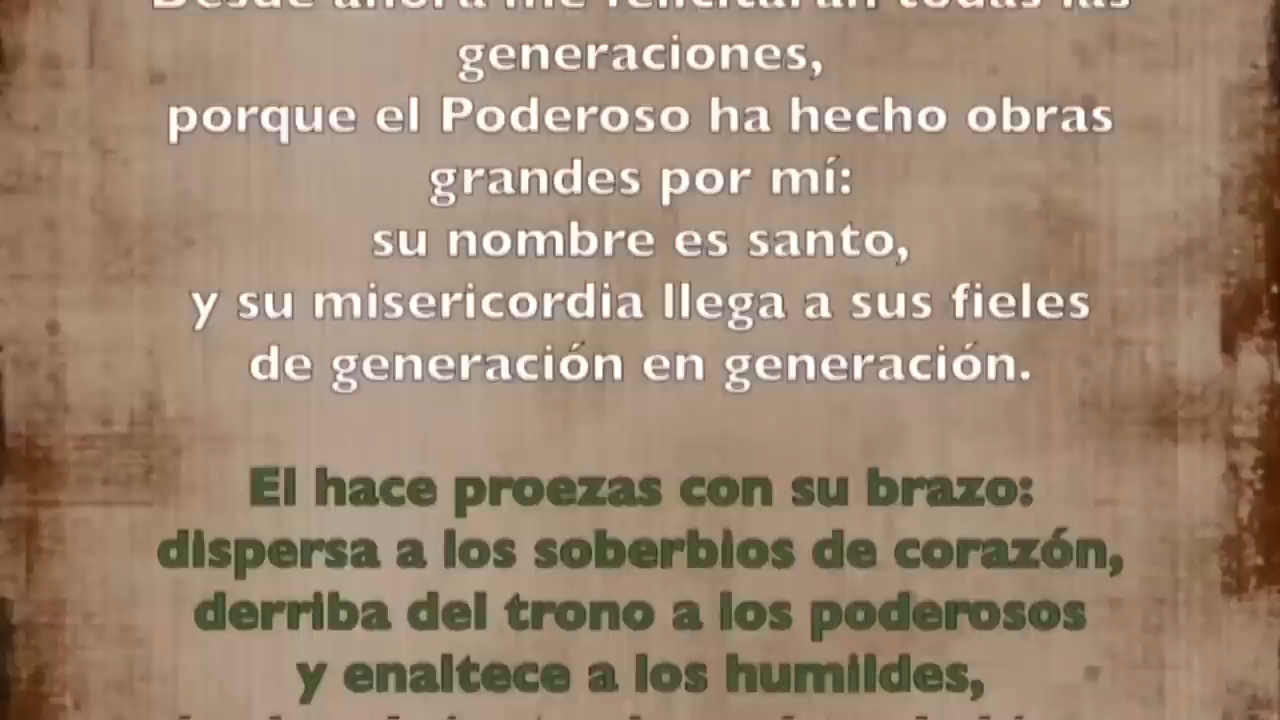 Desde ahora me felicitarán todas las
generaciones,
porque el Poderoso ha hecho obras
grandes por mí:
su nombre es santo,
y su misericordia llega a sus fieles
de generación en generación.
El hace proezas con su brazo:
dispersa a los soberbios de corazón,
derriba del trono a los poderosos
y enaltece a los humildes,